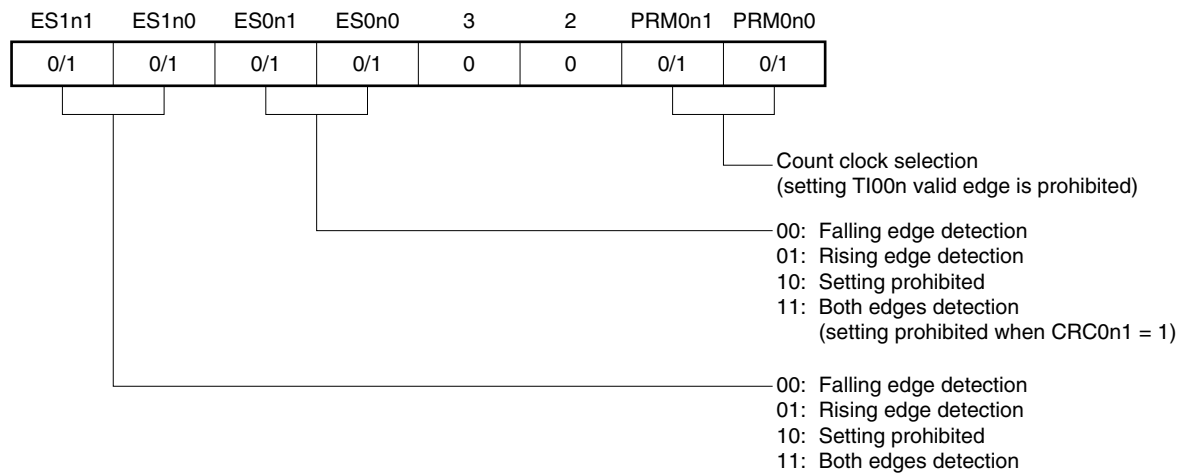 ES1n1 ES1n0 ES0n1 ES0n0 3 2 PRM0n1 PRM0n0
0/1 0/1 0/1 0/1 0 0 0/1 0/1
Count clock selection
(setting TI00n valid edge is prohibited)
00: Falling edge detection
01: Rising edge detection
10: Setting prohibited
11: Both edges detection
(setting prohibited when CRC0n1 = 1)
00: Falling edge detection
01: Rising edge detection
10: Setting prohibited
11: Both edges detection